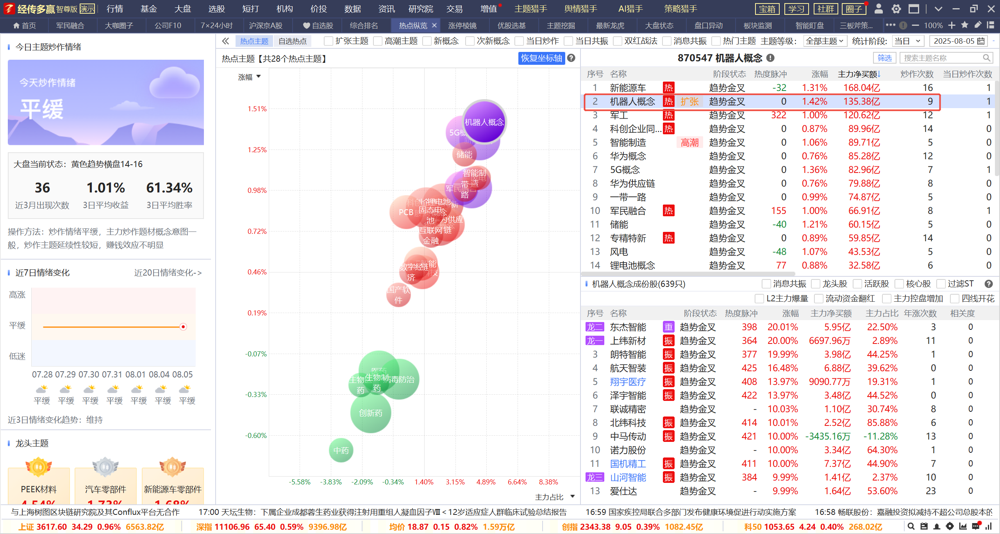 经传多赢 智尊版 演示 行情 基金 大盘 选股 短打 机构 价投 数据 资讯 研究院 交易 增值 主题猎手 舆情猎手 AI猎手 策略猎手 宝箱 学习 社群 圈子
首页 军民融合 大咖圈子 公司F10 7×24小时 沪深京A股 自选股 综合排名 热点纵览 × 涨停棱镜 优股选基 主题挖掘 最新龙虎 大盘状态 盘口异动 板块监测 智能盯盘 三板斧策... 100%
今日主题炒作情绪
今天炒作情绪
平缓
大盘当前状态：黄色趋势横盘14-16
36 1.01% 61.34%
近3月出现次数 3日平均收益 3日平均胜率
操作方法：炒作情绪平缓，主力炒作题材概念意图一
般，炒作主题延续性较短，赚钱效应不明显
近7日情绪变化 近20日情绪变化->
高涨
平缓
低迷
07.28 07.29 07.30 07.31 08.01 08.04 08.05
平缓 平缓 平缓 平缓 平缓 平缓 平缓
近3日情绪变化趋势：维持
龙头主题
PEEK材料 汽车零部件 新能源车零部件
4.54% 1.73% 1.68%
热点主题 自选热点 扩张主题 高潮主题 新概念 次新概念 当日炒作 当日共振 双红战法 消息共振 热门主题 主题等级： 全部主题 统计阶段: 当日 2025-08-05
热点主题【共28个热点主题】 恢复坐标轴
涨幅
1.51%
1.25%
0.98%
0.72%
0.46%
0.19%
-0.07%
-0.33%
-0.60%
机器人概念
储能
智能制造
风电
一带一路
军民融合
PCB
锂电池
固态电池
互联网金融
数字经济
国产软件
医药
生物制药
病毒防治
创新药
中药
-5.58% -3.83% -2.09% -0.34% 1.40% 3.15% 4.89% 6.64% 8.38%
主力占比
870547 机器人概念 筛选 搜索主题名称
序号 名称 阶段状态 热度脉冲 涨幅 主力净买额↓ 炒作次数 当日炒作次数
1 新能源车 热 趋势金叉 -32 1.31% 168.04亿 16 1
2 机器人概念 热 扩张 趋势金叉 0 1.42% 135.38亿 9 1
3 军工 热 趋势金叉 322 1.00% 120.62亿 12 1
4 科创企业同... 热 趋势金叉 0 0.87% 89.96亿 14 0
5 智能制造 高潮 趋势金叉 0 1.06% 89.71亿 5 0
6 华为概念 趋势金叉 0 0.76% 85.28亿 12 0
7 5G概念 趋势金叉 0 1.36% 82.96亿 7 1
8 华为供应链 趋势金叉 0 0.76% 79.88亿 8 0
9 一带一路 趋势金叉 0 0.99% 74.87亿 5 0
10 军民融合 热 趋势金叉 155 1.00% 66.91亿 8 1
11 储能 趋势金叉 -40 1.21% 60.15亿 5 0
12 专精特新 热 趋势金叉 0 0.89% 59.85亿 14 0
13 风电 趋势金叉 -48 1.07% 43.53亿 5 0
14 锂电池概念 趋势金叉 77 0.88% 32.58亿 6 0
机器人概念成份股(639只) 消息共振 龙头股 活跃股 核心股 过滤ST
L2主力爆量 流动资金翻红 主力控盘增加 四线开花
序号 名称 阶段状态 热度脉冲 涨幅 主力净买额 主力占比 年涨次数 相关度
龙二 东杰智能 重 趋势金叉 398 20.01% 5.95亿 22.50% 3 0
龙一 上纬新材 振 趋势金叉 364 20.00% 6697.96万 2.89% 11 0
3 朗特智能 振 趋势金叉 377 19.99% 3.98亿 44.25% 1 0
4 航天智装 振 趋势金叉 425 16.48% 6.88亿 39.62% 0 0
5 翔宇医疗 振 趋势金叉 408 13.97% 9090.77万 19.31% 1 0
6 泽宇智能 振 趋势金叉 422 13.97% 3.48亿 44.52% 0 0
7 联诚精密 趋势金叉 - 10.03% 1.10亿 30.74% 8 0
8 北纬科技 振 趋势金叉 414 10.01% 2.52亿 85.88% 6 0
9 中马传动 振 趋势金叉 421 10.00% -3435.16万 -11.28% 13 0
10 诺力股份 趋势金叉 - 10.00% 3.34亿 64.30% 1 0
11 国机精工 振 趋势金叉 411 10.00% 7.37亿 44.90% 7 0
龙三 山河智能 振 趋势金叉 384 9.99% 1.41亿 2.37% 10 0
13 爱仕达 趋势金叉 - 9.99% 1.64亿 53.60% 23 0
与上海树图区块链研究院及其Conflux平台无合作 17:00 天坛生物：下属企业成都蓉生药业获得注射用重组人凝血因子Ⅷ＜12岁适应症人群临床试验总结报告 16:59 国家疾控局联合多部门发布健康环境促进行动实施方案 16:58 畅联股份：嘉融投资拟减持不超公司总股本的
上证 3617.60 34.29 0.96% 6563.82亿 深指 11106.96 65.40 0.59% 9396.98亿 均价 18.87 0.15 0.82% 1.59万亿 创指 2343.38 9.05 0.39% 1082.45亿 科50 1053.65 4.24 0.40% 268.02亿